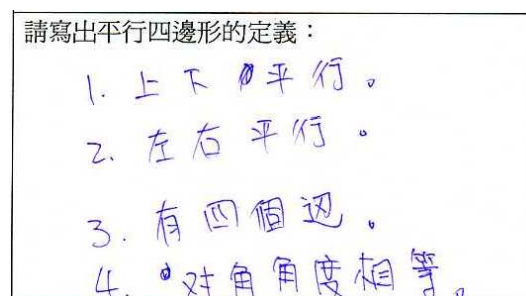 請寫出平行四邊形的定義：
1. 上下平行。
2. 左右平行。
3. 有四個边。
4. 对角角度相等。